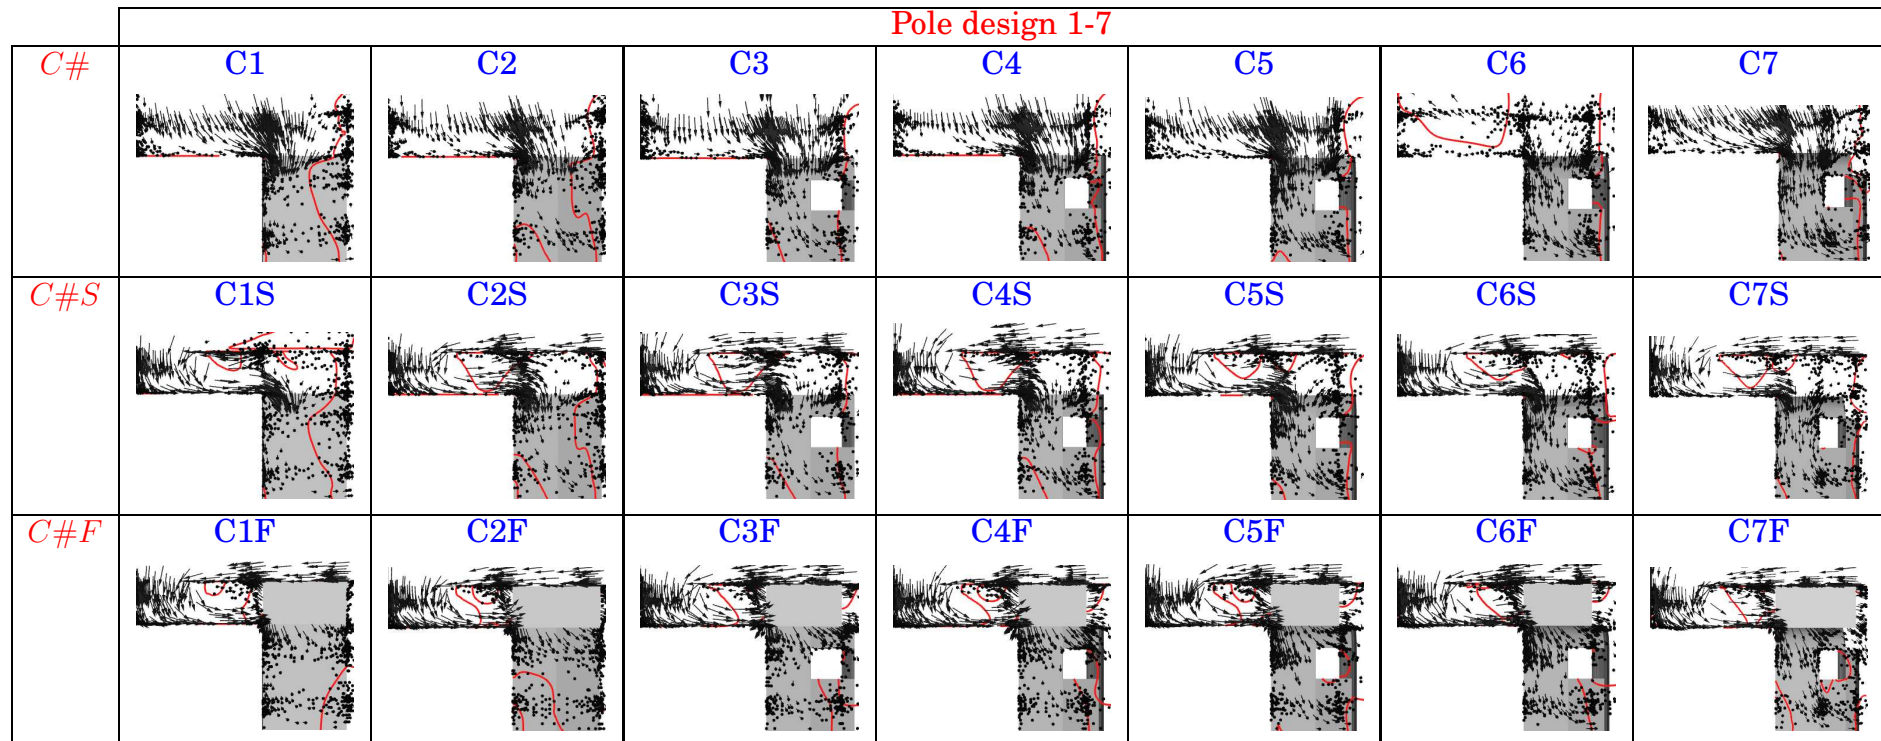 Pole design 1-7
C# C1 C2 C3 C4 C5 C6 C7
C#S C1S C2S C3S C4S C5S C6S C7S
C#F C1F C2F C3F C4F C5F C6F C7F